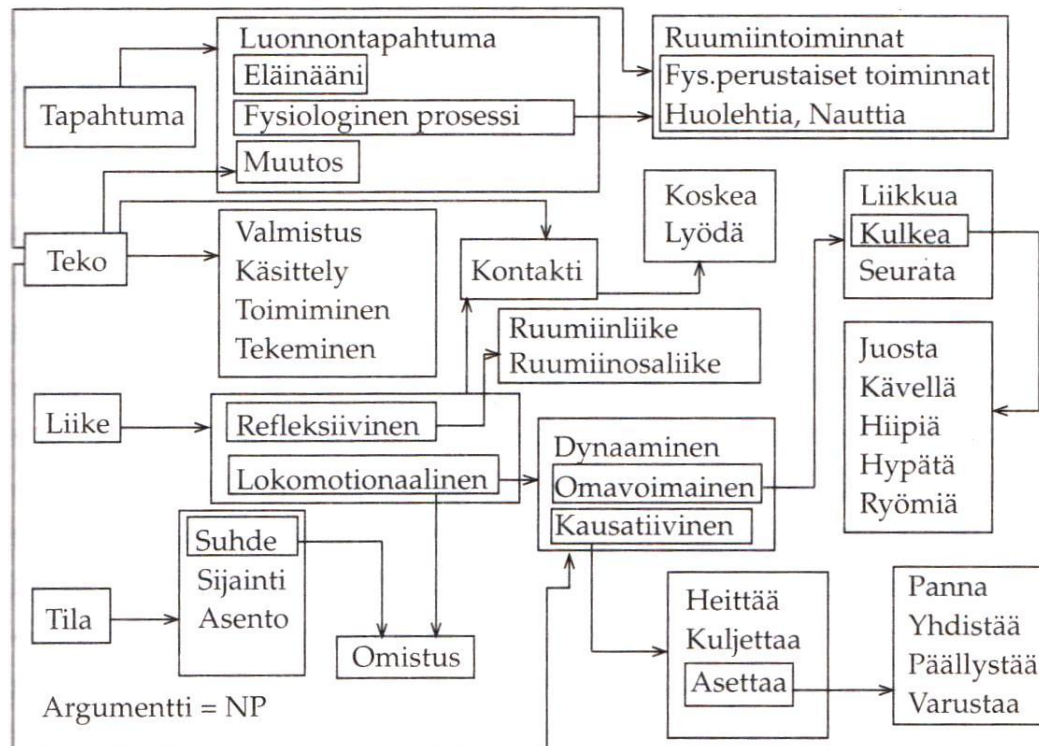 Luonnontapahtuma
Eläinääni
Fysiologinen prosessi
Muutos
Ruumiintoiminnat
Fys.perustaiset toiminnat
Huolehtia, Nauttia
Tapahtuma
Teko
Valmistus
Käsittely
Toimiminen
Tekeminen
Kontakti
Koskea
Lyödä
Liikkua
Kulkea
Seurata
Ruumiinliike
Ruumiinosaliike
Juosta
Kävellä
Hiipiä
Hypätä
Ryömiä
Liike
Refleksiivinen
Lokomotionaalinen
Dynaaminen
Omavoimainen
Kausatiivinen
Tila
Suhde
Sijainti
Asento
Omistus
Heittää
Kuljettaa
Asettaa
Panna
Yhdistää
Päällystää
Varustaa
Argumentti = NP